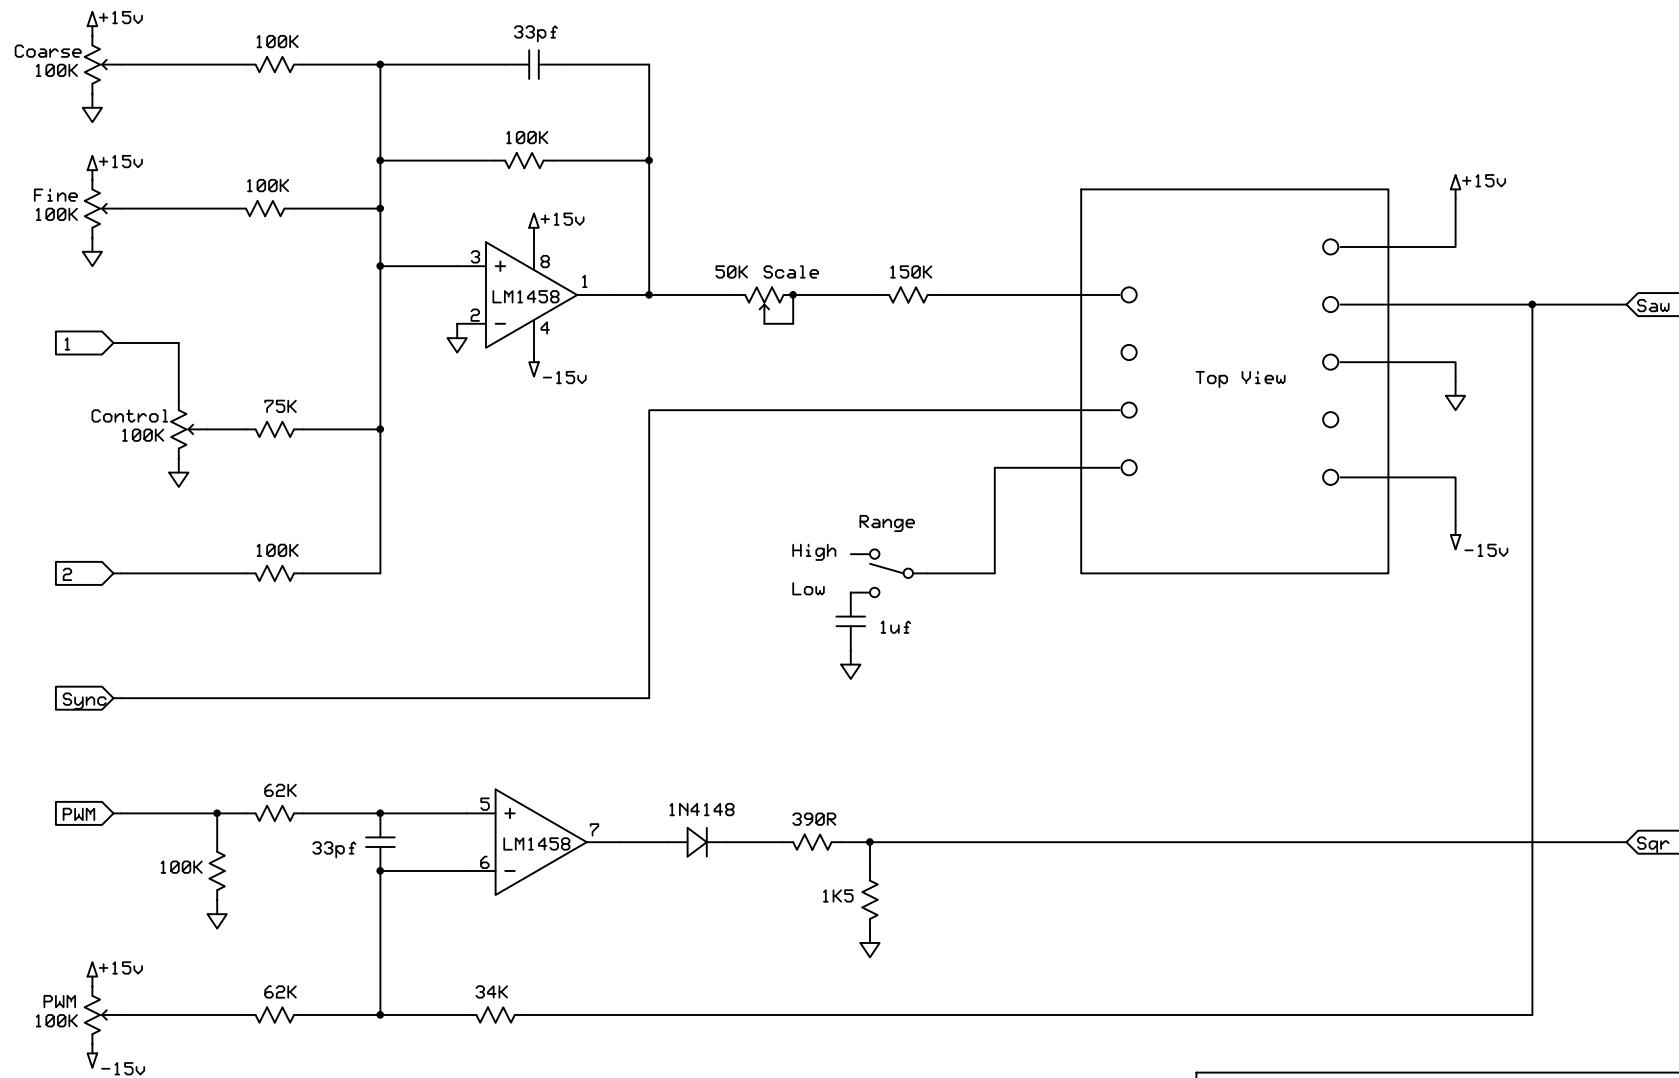 +15v
Coarse
100K
100K
33pf
+15v
Fine
100K
100K
100K
+15v
3
+
8
LM1458
1
2
−
4
-15v
50K Scale
150K
+15v
Saw
Top View
-15v
1
Control
100K
75K
2
100K
Range
High
Low
1uf
Sync
PWM
62K
100K
33pf
5
+
LM1458
7
6
−
1N4148
390R
1K5
Sqr
+15v
PWM
100K
-15v
62K
34K